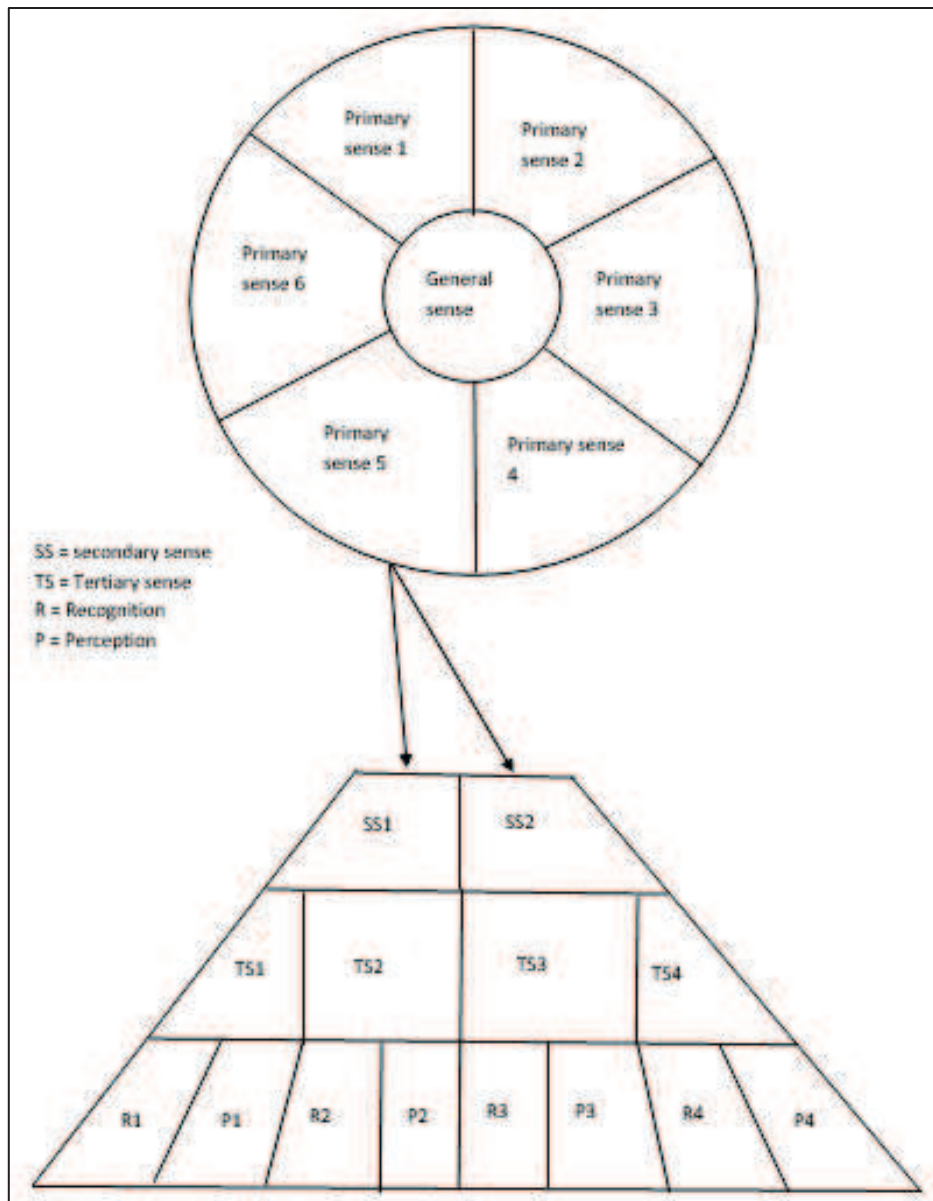 Primary
sense 1
Primary
sense 2
Primary
sense 6
General
sense
Primary
sense 3
Primary
sense 5
Primary sense
4
SS = secondary sense
TS = Tertiary sense
R = Recognition
P = Perception
SS1
SS2
TS1
TS2
TS3
TS4
R1
P1
R2
P2
R3
P3
R4
P4